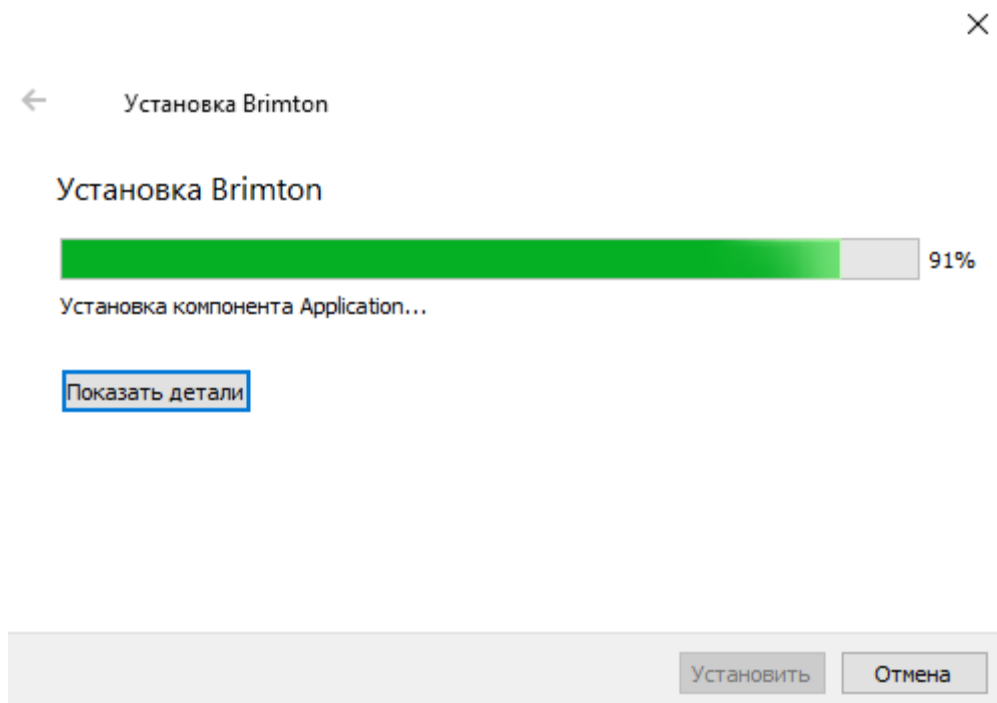 Установка Brimton
Установка Brimton
91%
Установка компонента Application...
Показать детали
Установить
Отмена